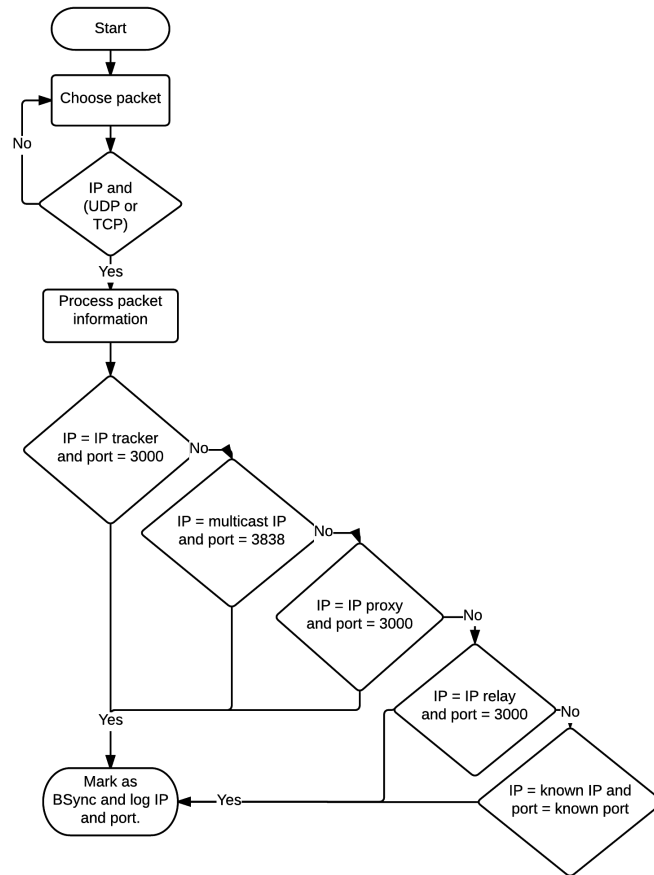 Start
Choose packet
No
IP and
(UDP or
TCP)
Yes
Process packet
information
IP = IP tracker
and port = 3000
No
IP = multicast IP
and port = 3838
No
IP = IP proxy
and port = 3000
No
IP = IP relay
and port = 3000
No
IP = known IP and
port = known port
Yes
Mark as
BSync and log IP
and port.
Yes